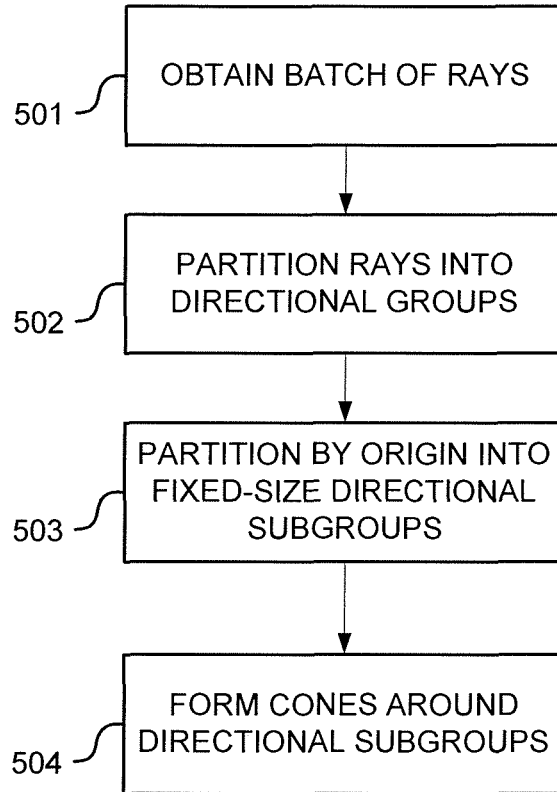 OBTAIN BATCH OF RAYS
501
PARTITION RAYS INTO
DIRECTIONAL GROUPS
502
PARTITION BY ORIGIN INTO
FIXED-SIZE DIRECTIONAL
SUBGROUPS
503
FORM CONES AROUND
DIRECTIONAL SUBGROUPS
504